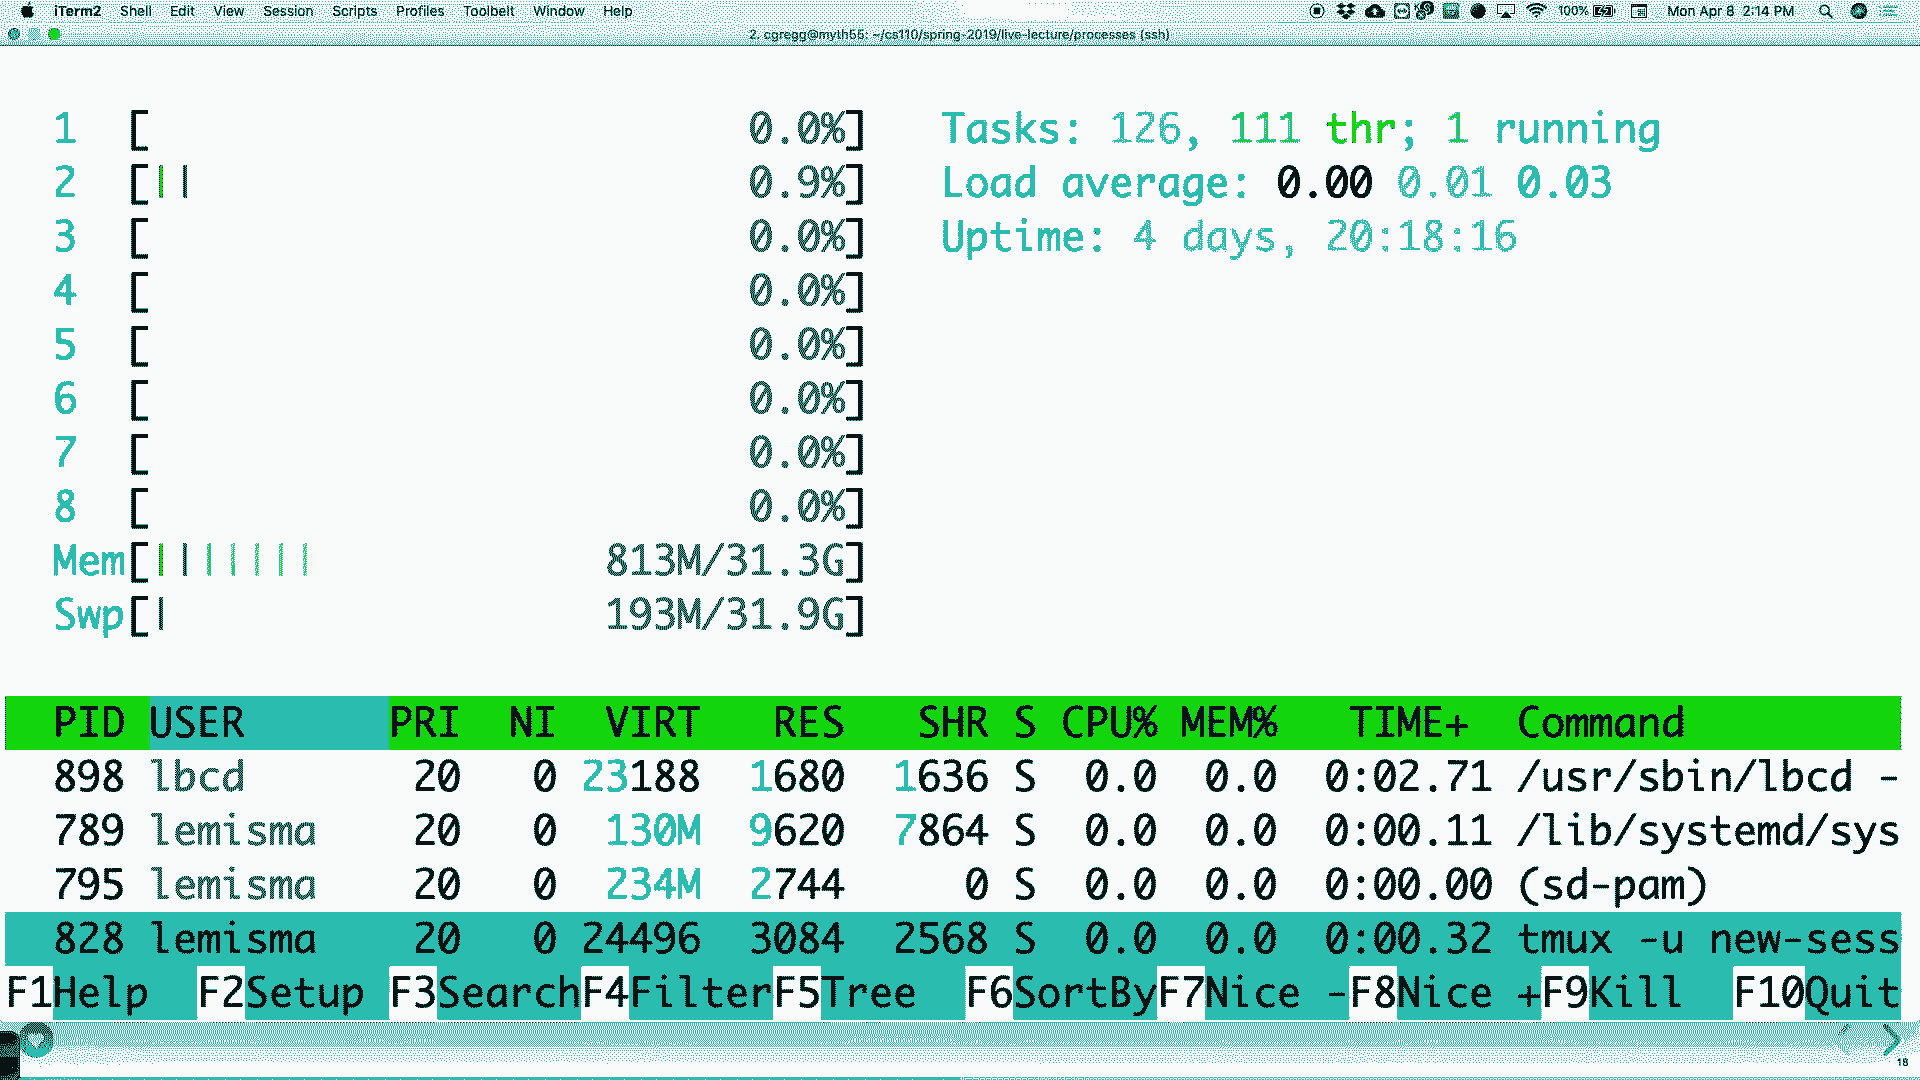 iTerm2 Shell Edit View Session Scripts Profiles Toolbelt Window Help 100% Mon Apr 8 2:14 PM
2. cgregg@myth55: ~/cs110/spring-2019/live-lecture/processes (ssh)
1 [ 0.0%] Tasks: 126, 111 thr; 1 running
2 [|| 0.9%] Load average: 0.00 0.01 0.03
3 [ 0.0%] Uptime: 4 days, 20:18:16
4 [ 0.0%]
5 [ 0.0%]
6 [ 0.0%]
7 [ 0.0%]
8 [ 0.0%]
Mem[||||||| 813M/31.3G]
Swp[| 193M/31.9G]
PID USER PRI NI VIRT RES SHR S CPU% MEM% TIME+ Command
898 lbcd 20 0 23188 1680 1636 S 0.0 0.0 0:02.71 /usr/sbin/lbcd -
789 lemisma 20 0 130M 9620 7864 S 0.0 0.0 0:00.11 /lib/systemd/sys
795 lemisma 20 0 234M 2744 0 S 0.0 0.0 0:00.00 (sd-pam)
828 lemisma 20 0 24496 3084 2568 S 0.0 0.0 0:00.32 tmux -u new-sess
F1Help F2Setup F3SearchF4FilterF5Tree F6SortByF7Nice -F8Nice +F9Kill F10Quit
18